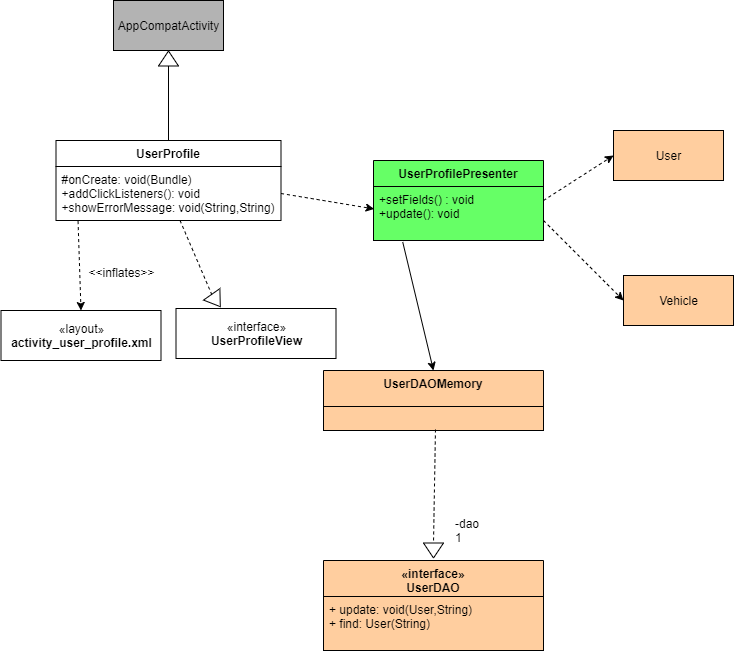 AppCompatActivity
UserProfile
#onCreate: void(Bundle)
+addClickListeners(): void
+showErrorMessage: void(String,String)
UserProfilePresenter
+setFields() : void
+update(): void
User
<<inflates>>
Vehicle
«layout»
activity_user_profile.xml
«interface»
UserProfileView
UserDAOMemory
-dao
1
«interface»
UserDAO
+ update: void(User,String)
+ find: User(String)